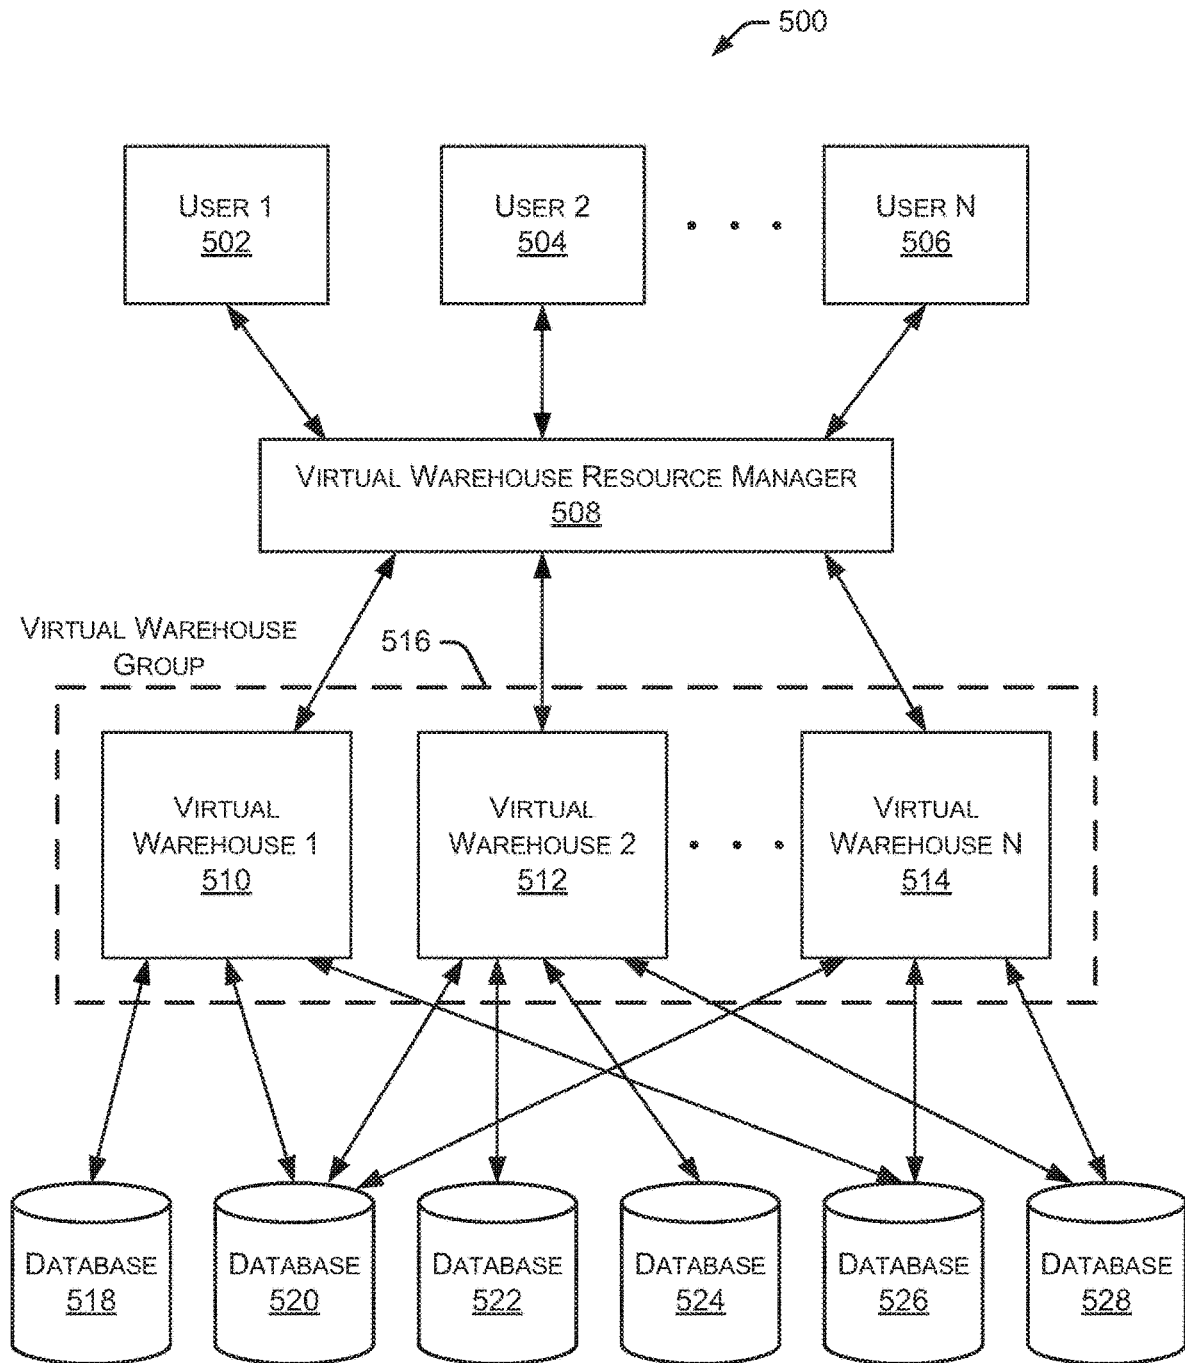 500
USER 1
502
USER 2
504
USER N
506
VIRTUAL WAREHOUSE RESOURCE MANAGER
508
VIRTUAL WAREHOUSE
GROUP
516
VIRTUAL
WAREHOUSE 1
510
VIRTUAL
WAREHOUSE 2
512
VIRTUAL
WAREHOUSE N
514
DATABASE
518
DATABASE
520
DATABASE
522
DATABASE
524
DATABASE
526
DATABASE
528